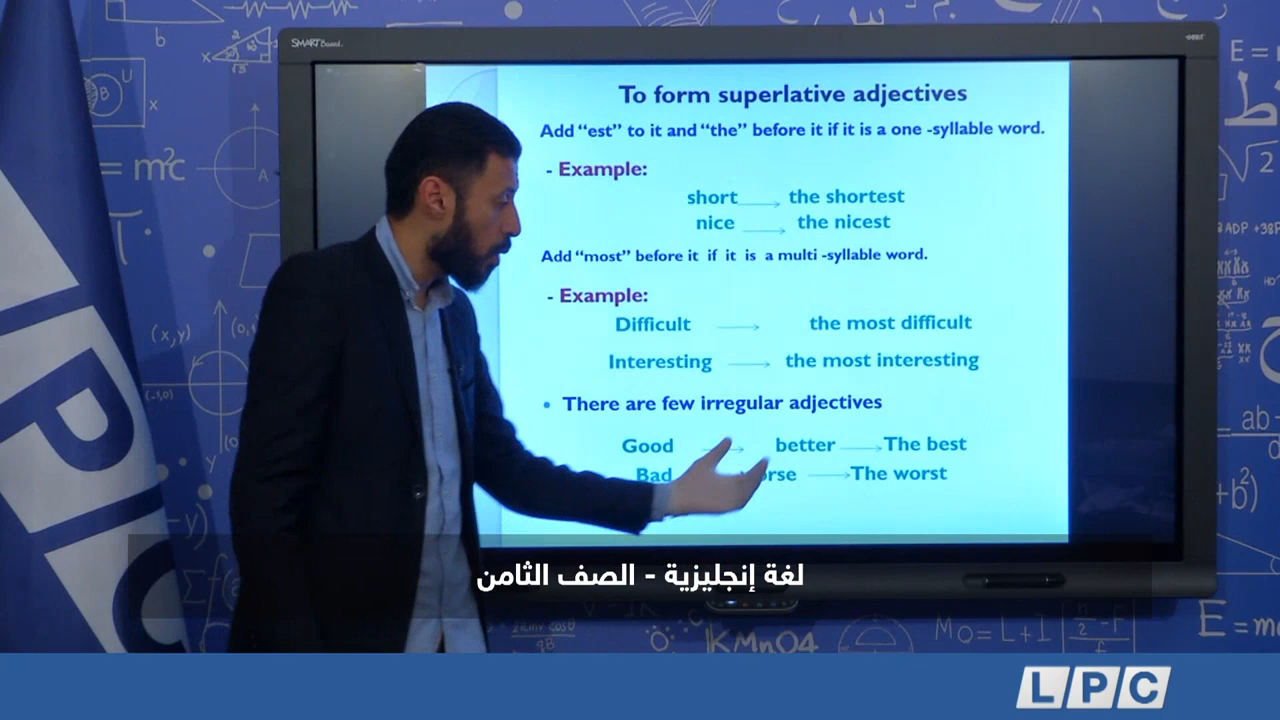 SMART Board
To form superlative adjectives
Add “est” to it and “the” before it if it is a one -syllable word.
- Example:
short → the shortest
nice → the nicest
Add “most” before it if it is a multi -syllable word.
- Example:
Difficult → the most difficult
Interesting → the most interesting
• There are few irregular adjectives
Good → better → The best
Bad → The worst
لغة إنجليزية - الصف الثامن
KMnO4
LPC